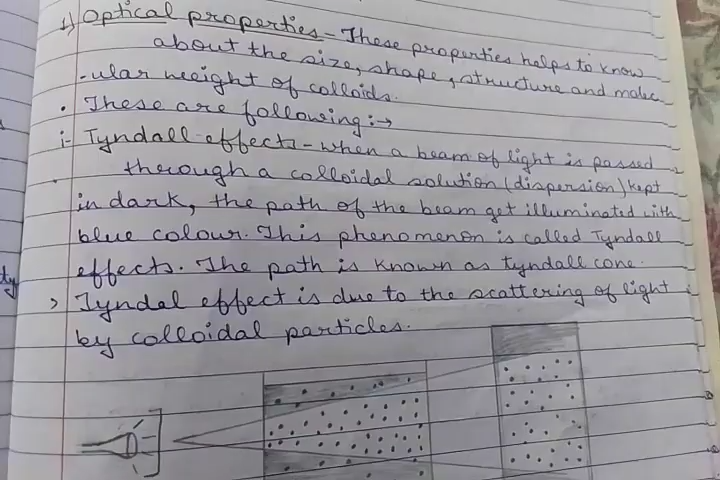 1) Optical properties - These properties helps to know
about the size, shape, structure and molec
-ular weight of colloids.
• These are following :→
i- Tyndall effects - when a beam of light is passed
through a colloidal solution (dispersion) kept
in dark, the path of the beam get illuminated with
blue colour. This phenomenon is called Tyndall
effects. The path is known as tyndall cone.
> Tyndal effect is due to the scattering of light
by colloidal particles.
ty